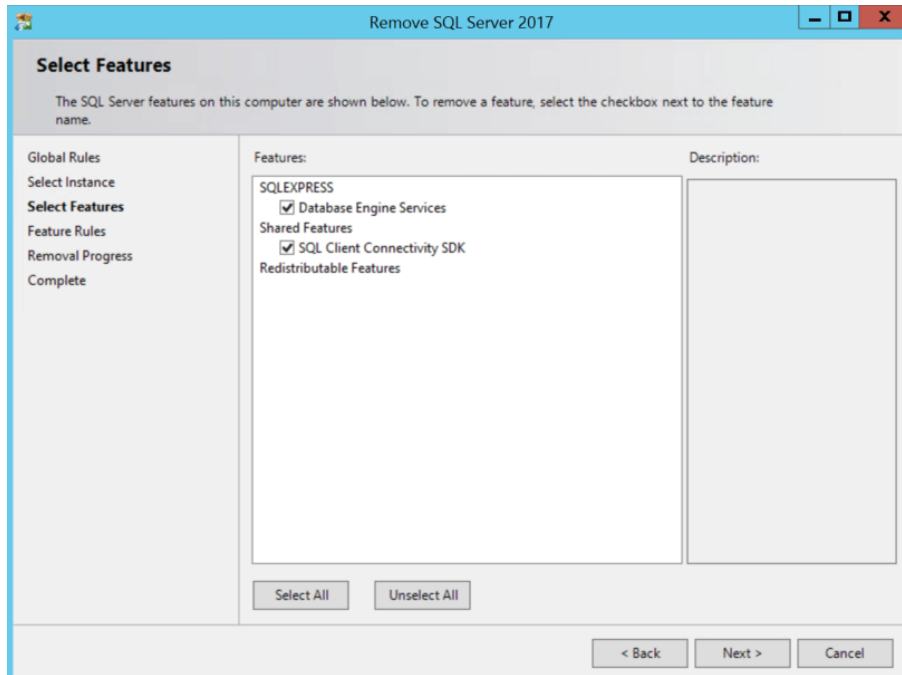 Remove SQL Server 2017
Select Features
The SQL Server features on this computer are shown below. To remove a feature, select the checkbox next to the feature
name.
Global Rules
Select Instance
Select Features
Feature Rules
Removal Progress
Complete
Features:
SQLEXPRESS
Database Engine Services
Shared Features
SQL Client Connectivity SDK
Redistributable Features
Description:
Select All
Unselect All
< Back
Next >
Cancel